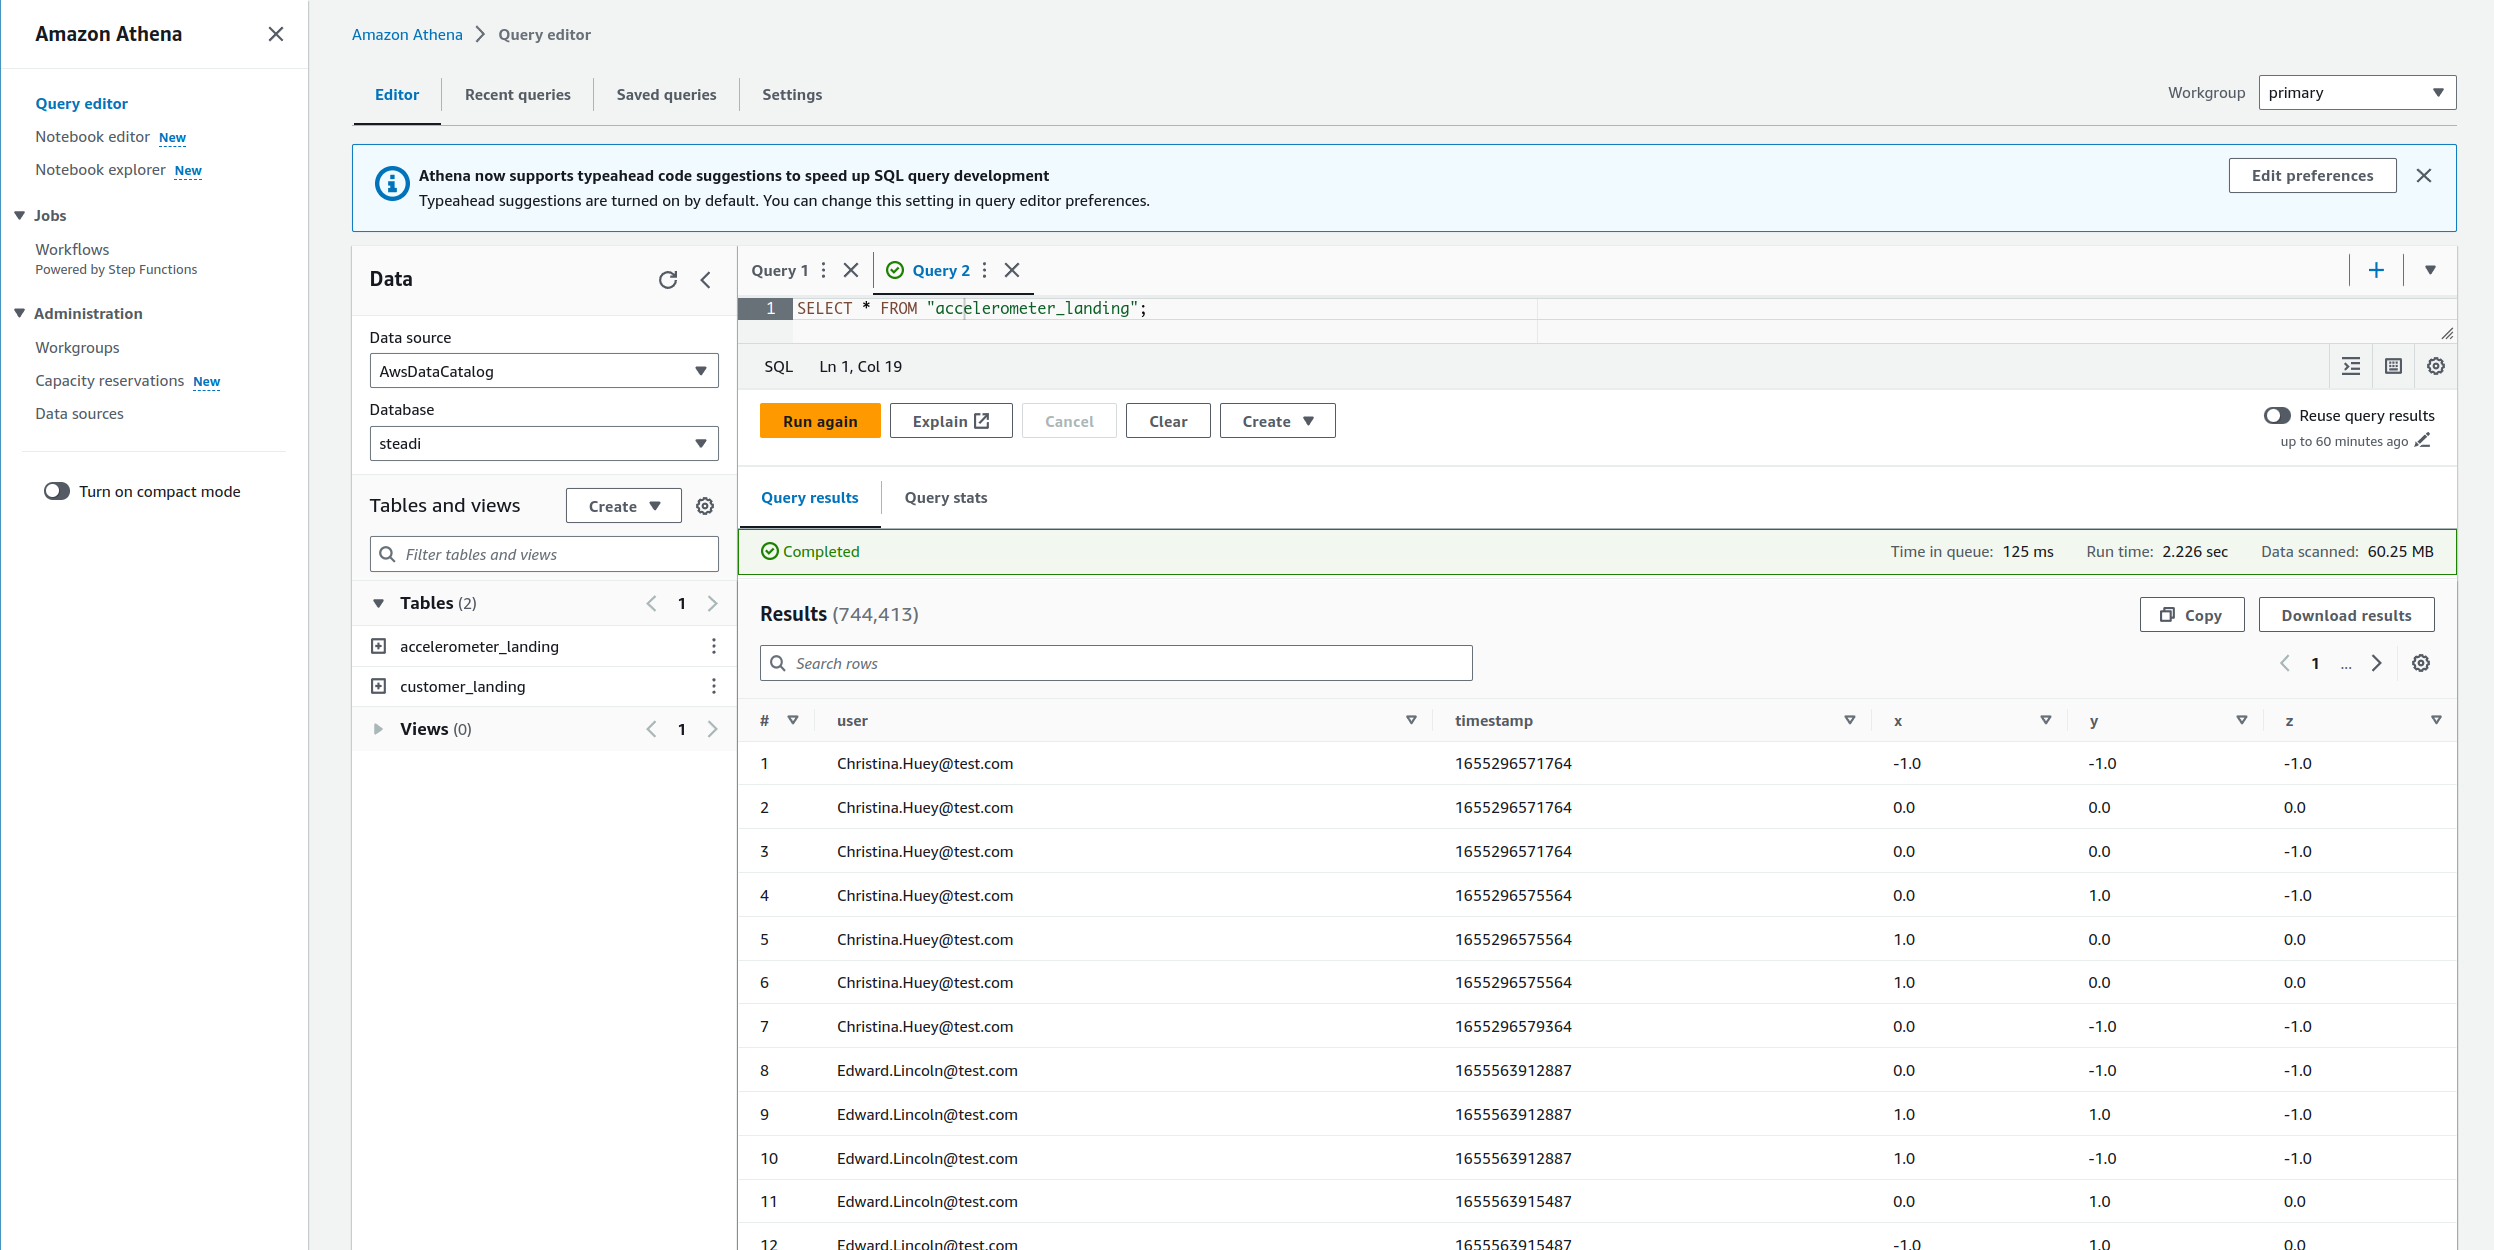 Amazon Athena
Query editor
Notebook editor New
Notebook explorer New
Jobs
Workflows
Powered by Step Functions
Administration
Workgroups
Capacity reservations New
Data sources
Turn on compact mode
Amazon Athena > Query editor
Editor Recent queries Saved queries Settings
Workgroup primary
Athena now supports typeahead code suggestions to speed up SQL query development
Typeahead suggestions are turned on by default. You can change this setting in query editor preferences.
Edit preferences
Data
Data source
AwsDataCatalog
Database
steadi
Tables and views Create
Filter tables and views
Tables (2) 1
accelerometer_landing
customer_landing
Views (0) 1
Query 1 Query 2
1 SELECT * FROM "accelerometer_landing";
SQL Ln 1, Col 19
Run again Explain Cancel Clear Create
Reuse query results
up to 60 minutes ago
Query results Query stats
Completed Time in queue: 125 ms Run time: 2.226 sec Data scanned: 60.25 MB
Results (744,413) Copy Download results
Search rows 1 ...
# user timestamp x y z
1 Christina.Huey@test.com 1655296571764 -1.0 -1.0 -1.0
2 Christina.Huey@test.com 1655296571764 0.0 0.0 0.0
3 Christina.Huey@test.com 1655296571764 0.0 0.0 -1.0
4 Christina.Huey@test.com 1655296575564 0.0 1.0 -1.0
5 Christina.Huey@test.com 1655296575564 1.0 0.0 0.0
6 Christina.Huey@test.com 1655296575564 1.0 0.0 0.0
7 Christina.Huey@test.com 1655296579364 0.0 -1.0 -1.0
8 Edward.Lincoln@test.com 1655563912887 0.0 -1.0 -1.0
9 Edward.Lincoln@test.com 1655563912887 1.0 1.0 -1.0
10 Edward.Lincoln@test.com 1655563912887 1.0 -1.0 -1.0
11 Edward.Lincoln@test.com 1655563915487 0.0 1.0 0.0
12 Edward.Lincoln@test.com 1655563915487 -1.0 1.0 0.0